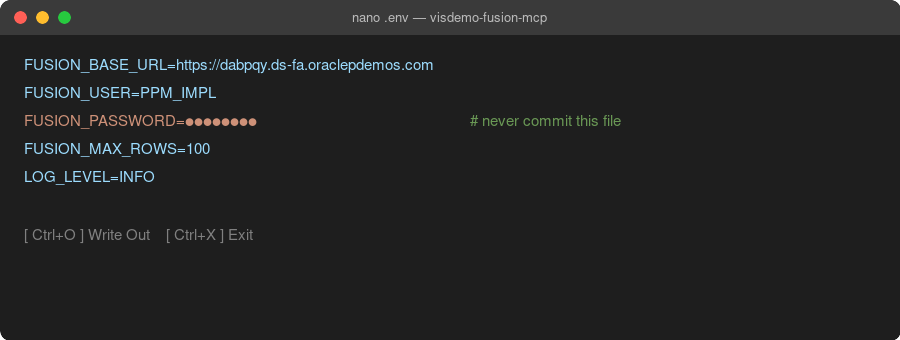 nano .env — visdemo-fusion-mcp
FUSION_BASE_URL=https://dabpqy.ds-fa.oraclepdemos.com
FUSION_USER=PPM_IMPL
FUSION_PASSWORD=●●●●●●●● # never commit this file
FUSION_MAX_ROWS=100
LOG_LEVEL=INFO
[ Ctrl+O ] Write Out [ Ctrl+X ] Exit